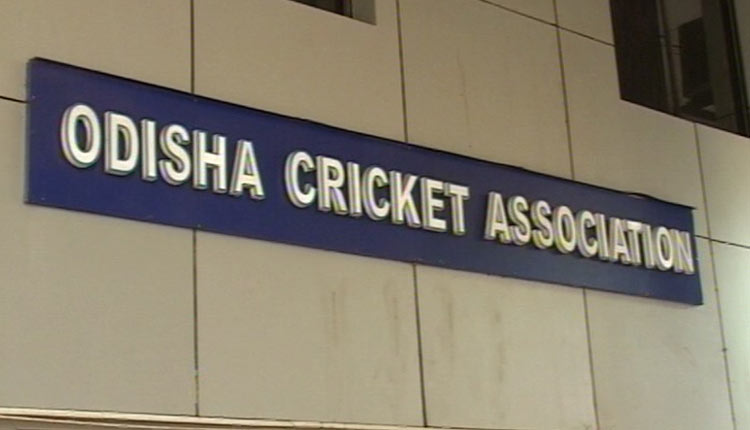 ODISHA CRICKET ASSOCIATION